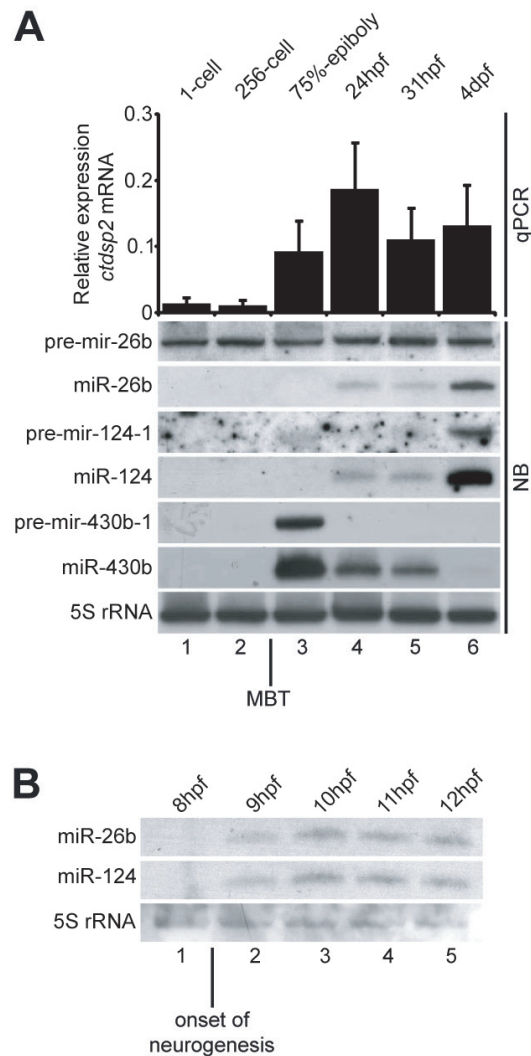 A
1-cell
256-cell
75%-epiboly
24hpf
31hpf
4dpf
Relative expression
ctdsp2 mRNA
0.3
0.2
0.1
0
qPCR
pre-mir-26b
miR-26b
pre-mir-124-1
miR-124
pre-mir-430b-1
miR-430b
5S rRNA
NB
1 2 3 4 5 6
MBT
B
8hpf
9hpf
10hpf
11hpf
12hpf
miR-26b
miR-124
5S rRNA
1 2 3 4 5
onset of
neurogenesis